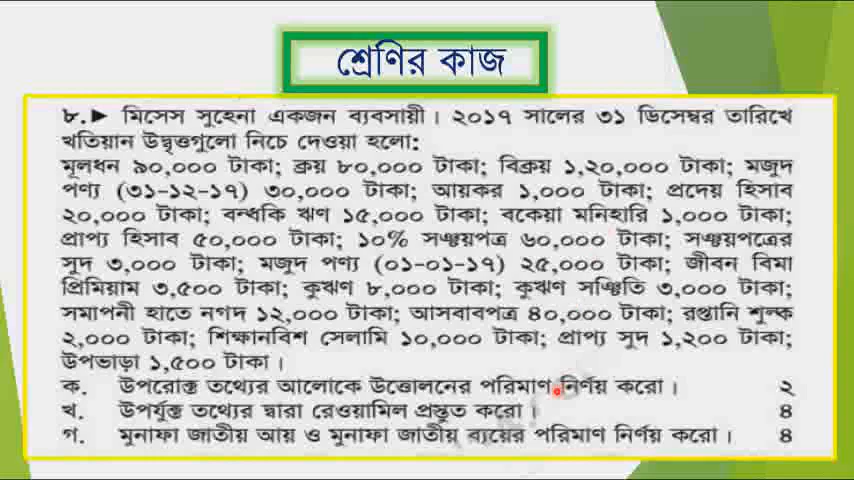 শ্রেণির কাজ
৮.► মিসেস সুহেনা একজন ব্যবসায়ী। ২০১৭ সালের ৩১ ডিসেম্বর তারিখে
খতিয়ান উদ্বৃত্তগুলো নিচে দেওয়া হলো:
মূলধন ৯০,০০০ টাকা; ক্রয় ৮০,০০০ টাকা; বিক্রয় ১,২০,০০০ টাকা; মজুদ
পণ্য (৩১-১২-১৭) ৩০,০০০ টাকা; আয়কর ১,০০০ টাকা; প্রদেয় হিসাব
২০,০০০ টাকা; বন্ধকি ঋণ ১৫,০০০ টাকা; বকেয়া মনিহারি ১,০০০ টাকা;
প্রাপ্য হিসাব ৫০,০০০ টাকা; ১০% সঞ্চয়পত্র ৬০,০০০ টাকা; সঞ্চয়পত্রের
সুদ ৩,০০০ টাকা; মজুদ পণ্য (০১-০১-১৭) ২৫,০০০ টাকা; জীবন বিমা
প্রিমিয়াম ৩,৫০০ টাকা; কুঋণ ৮,০০০ টাকা; কুঋণ সঞ্চিতি ৩,০০০ টাকা;
সমাপনী হাতে নগদ ১২,০০০ টাকা; আসবাবপত্র ৪০,০০০ টাকা; রপ্তানি শুল্ক
২,০০০ টাকা; শিক্ষানবিশ সেলামি ১০,০০০ টাকা; প্রাপ্য সুদ ১,২০০ টাকা;
উপভাড়া ১,৫০০ টাকা।
ক. উপরোক্ত তথ্যের আলোকে উত্তোলনের পরিমাণ নির্ণয় করো। ২
খ. উপর্যুক্ত তথ্যের দ্বারা রেওয়ামিল প্রস্তুত করো। ৪
গ. মুনাফা জাতীয় আয় ও মুনাফা জাতীয় ব্যয়ের পরিমাণ নির্ণয় করো। ৪